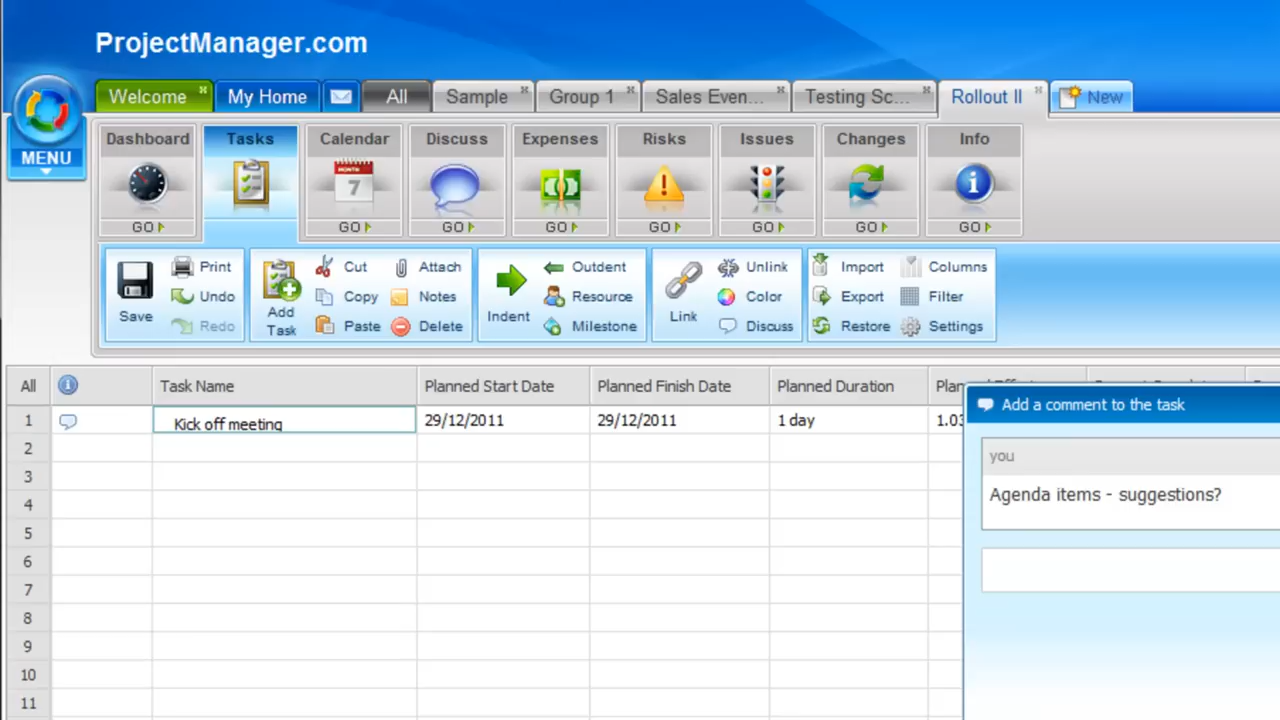 ProjectManager.com
Welcome My Home All Sample Group 1 Sales Even... Testing Sc... Rollout II New
MENU
Dashboard Tasks Calendar Discuss Expenses Risks Issues Changes Info
MONTH
7
GO GO GO GO GO GO GO GO
Print Cut Attach Outdent Unlink Import Columns
Undo Copy Notes Resource Color Export Filter
Save Add Task Indent Link
Redo Paste Delete Milestone Discuss Restore Settings
All Task Name Planned Start Date Planned Finish Date Planned Duration
Add a comment to the task
1 Kick off meeting 29/12/2011 29/12/2011 1 day 1.03
you
Agenda items - suggestions?
2
3
4
5
6
7
8
9
10
11